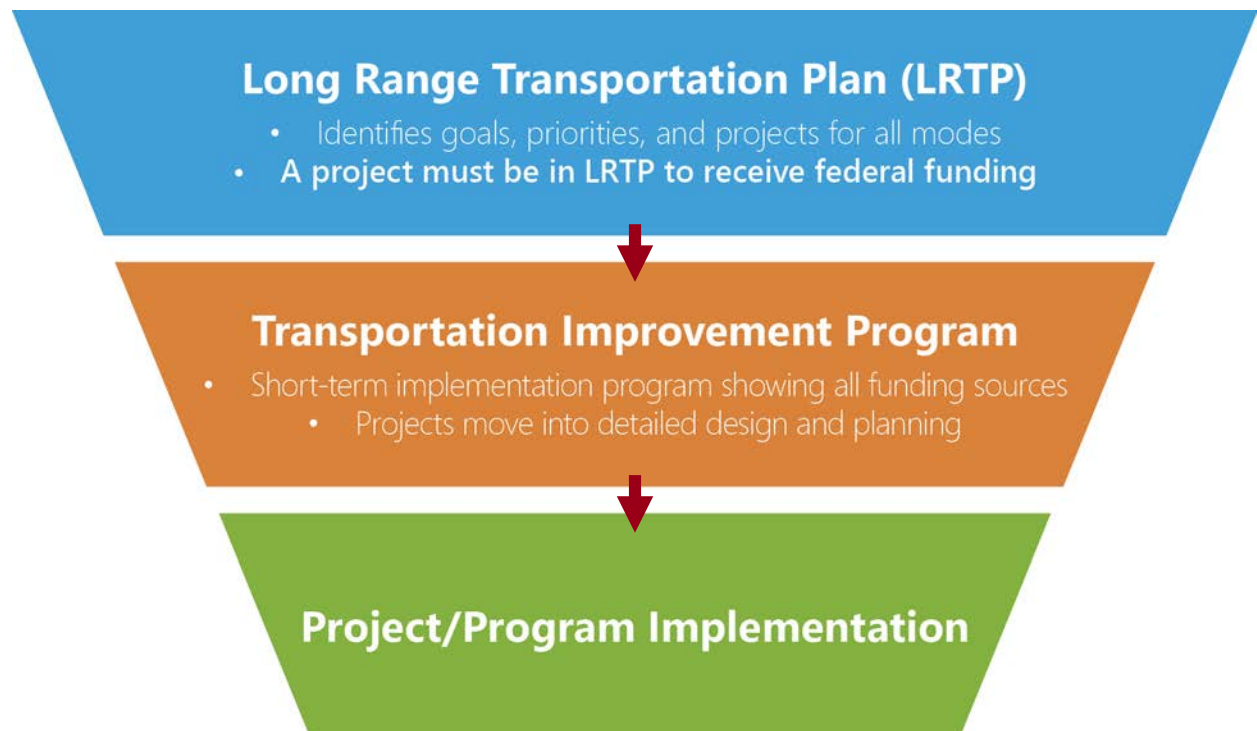 Long Range Transportation Plan (LRTP)
• Identifies goals, priorities, and projects for all modes
• A project must be in LRTP to receive federal funding
Transportation Improvement Program
• Short-term implementation program showing all funding sources
• Projects move into detailed design and planning
Project/Program Implementation